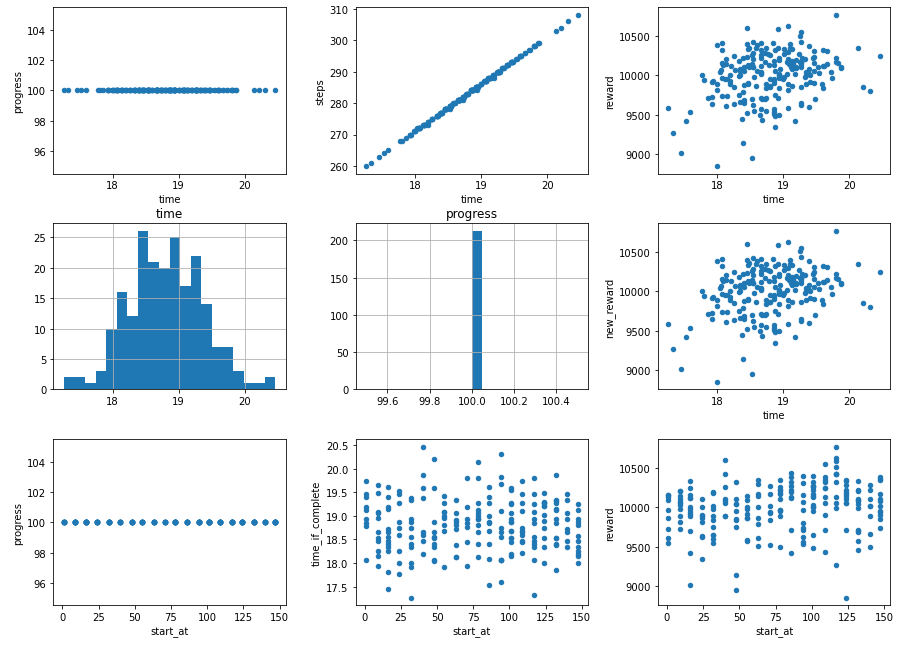 104
102
100
98
96
progress
18 19 20
time
310
300
290
280
270
260
steps
18 19 20
time
10500
10000
9500
9000
reward
18 19 20
time
time
25
20
15
10
5
0
18 19 20
progress
200
150
100
50
0
99.6 99.8 100.0 100.2 100.4
10500
10000
9500
9000
new_reward
18 19 20
time
104
102
100
98
96
progress
0 25 50 75 100 125 150
start_at
20.5
20.0
19.5
19.0
18.5
18.0
17.5
time_if_complete
0 25 50 75 100 125 150
start_at
10500
10000
9500
9000
reward
0 25 50 75 100 125 150
start_at